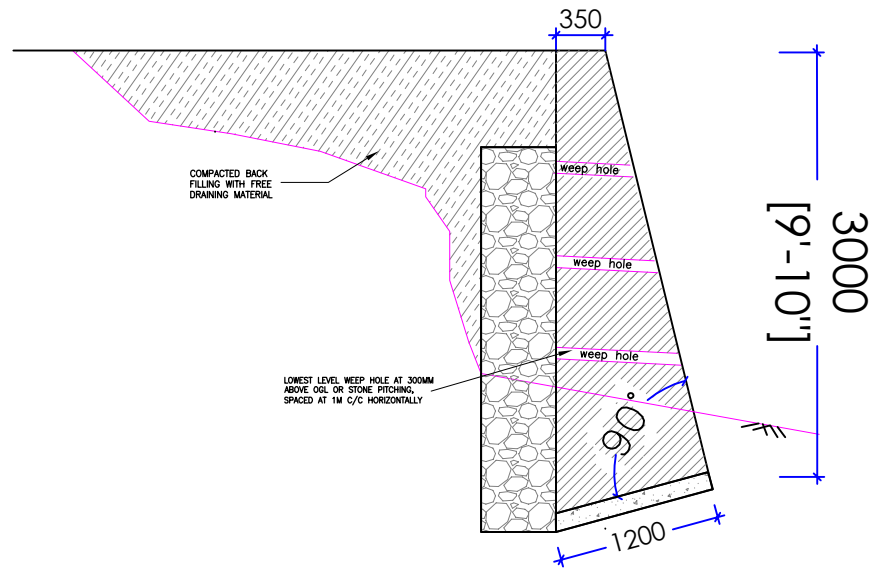 350
weep hole
COMPACTED BACK
FILLING WITH FREE
DRAINING MATERIAL
weep hole
3000
[9'-10"]
weep hole
LOWEST LEVEL WEEP HOLE AT 300MM
ABOVE OGL OR STONE PITCHING,
SPACED AT 1M C/C HORIZONTALLY
90°
1200